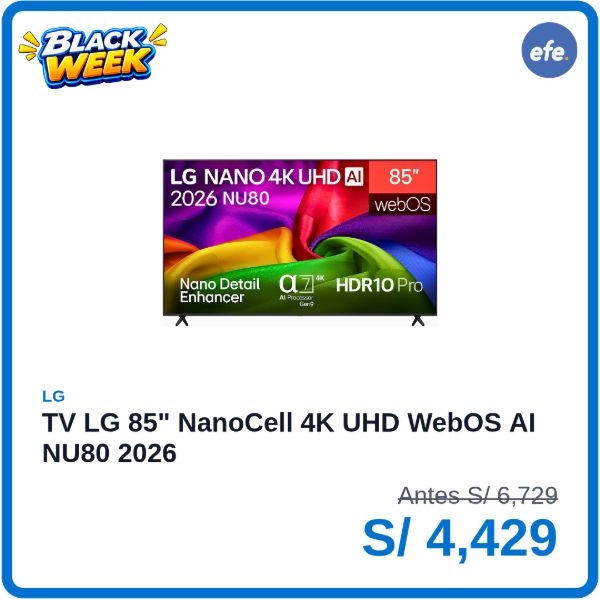 BLACK
WEEK
efe.
LG NANO 4K UHD AI
85"
2026 NU80
webOS
Nano Detail
Enhancer
α7 4K
AI Processor
Gen9
HDR10 Pro
LG
TV LG 85" NanoCell 4K UHD WebOS AI
NU80 2026
Antes S/ 6,729
S/ 4,429